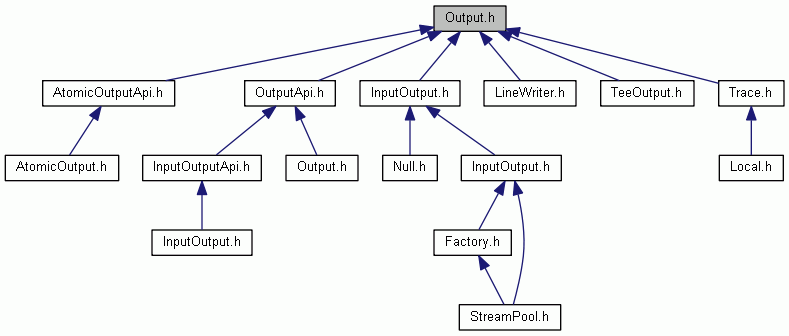 Output.h
AtomicOutputApi.h
OutputApi.h
InputOutput.h
LineWriter.h
TeeOutput.h
Trace.h
AtomicOutput.h
InputOutputApi.h
Output.h
Null.h
InputOutput.h
Local.h
InputOutput.h
Factory.h
StreamPool.h